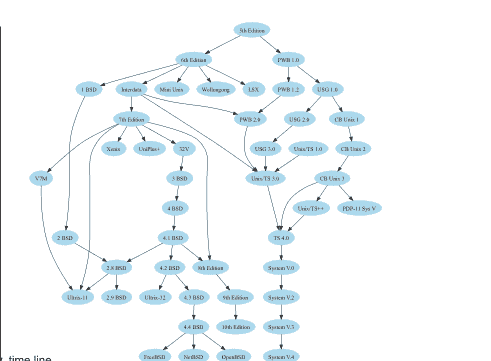 5th Edition
6th Edition
PWB 1.0
1 BSD
Interdata
Mini Unix
Wollongong
LSX
PWB 1.2
USG 1.0
7th Edition
PWB 2.0
USG 2.0
CB Unix 1
Xenix
UniPlus+
32V
USG 3.0
Unix/TS 1.0
CB Unix 2
V7M
3 BSD
Unix/TS 3.0
CB Unix 3
4 BSD
Unix/TS++
PDP-11 Sys V
2 BSD
4.1 BSD
TS 4.0
2.8 BSD
4.2 BSD
8th Edition
System V.0
Ultrix-11
2.9 BSD
Ultrix-32
4.3 BSD
9th Edition
System V.2
4.4 BSD
10th Edition
System V.3
FreeBSD
NetBSD
OpenBSD
System V.4
time line